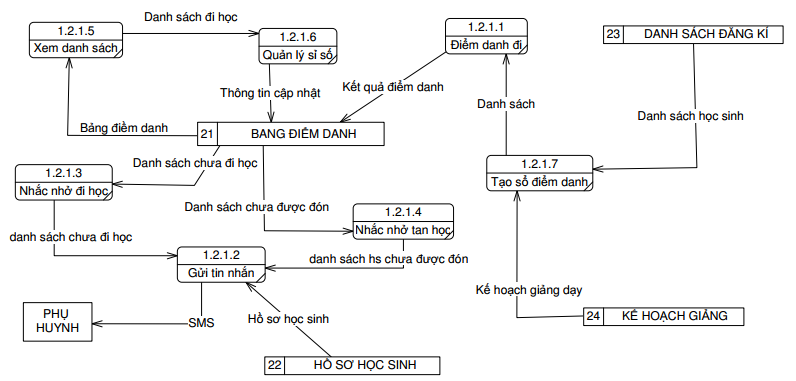 Danh sách đi học
1.2.1.5
Xem danh sách
1.2.1.6
Quản lý sỉ số
1.2.1.1
Điểm danh đi
23
DANH SÁCH ĐĂNG KÍ
Thông tin cập nhật
Kết quả điểm danh
Danh sách
Danh sách học sinh
Bảng điểm danh
21
BANG ĐIỂM DANH
Danh sách chưa đi học
1.2.1.3
Nhắc nhở đi học
1.2.1.7
Tạo sổ điểm danh
Danh sách chưa được đón
1.2.1.4
Nhắc nhở tan học
danh sách chưa đi học
1.2.1.2
Gửi tin nhắn
danh sách hs chưa được đón
Kế hoạch giảng dạy
PHỤ
HUYNH
SMS
Hồ sơ học sinh
24
KẾ HOẠCH GIẢNG
22
HỒ SƠ HỌC SINH